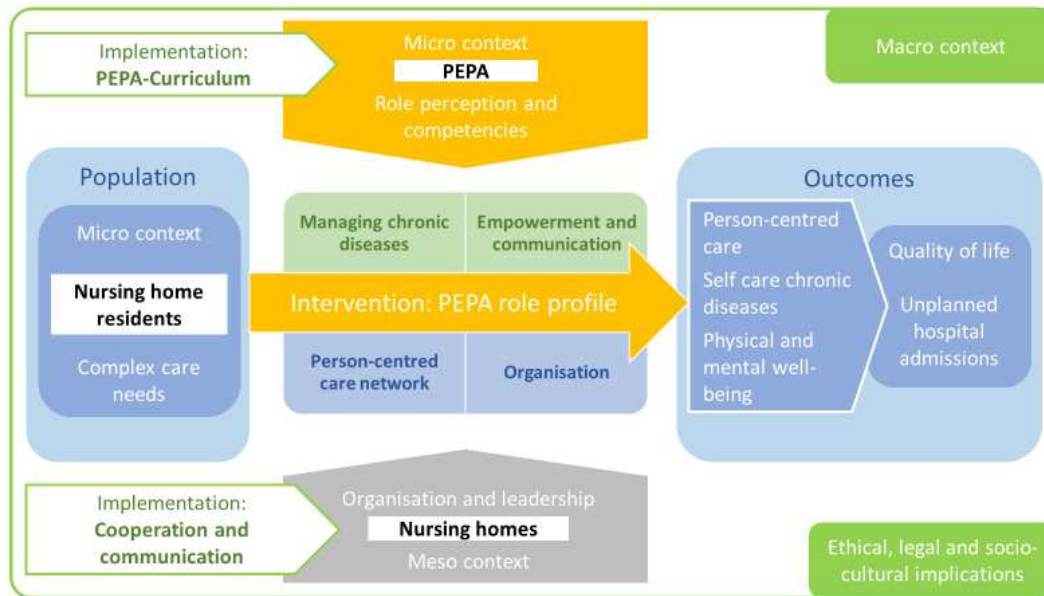 Implementation:
PEPA-Curriculum
Micro context
PEPA
Role perception and
competencies
Macro context
Population
Micro context
Nursing home
residents
Complex care
needs
Managing chronic
diseases
Empowerment and
communication
Intervention: PEPA role profile
Person-centred
care network
Organisation
Outcomes
Person-centred
care
Self care chronic
diseases
Physical and
mental well-
being
Quality of life
Unplanned
hospital
admissions
Implementation:
Cooperation and
communication
Organisation and leadership
Nursing homes
Meso context
Ethical, legal and socio-
cultural implications